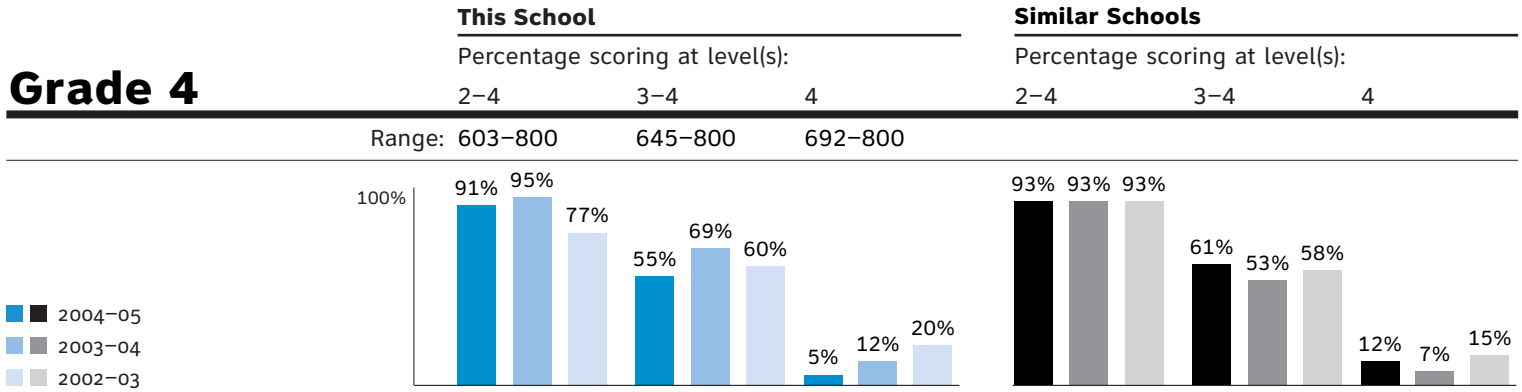 This School Similar Schools
Percentage scoring at level(s): Percentage scoring at level(s):
Grade 4 2–4 3–4 4 2–4 3–4 4
Range: 603–800 645–800 692–800
100% 91% 95% 77% 55% 69% 60% 5% 12% 20% 93% 93% 93% 61% 53% 58% 12% 7% 15%
2004–05
2003–04
2002–03